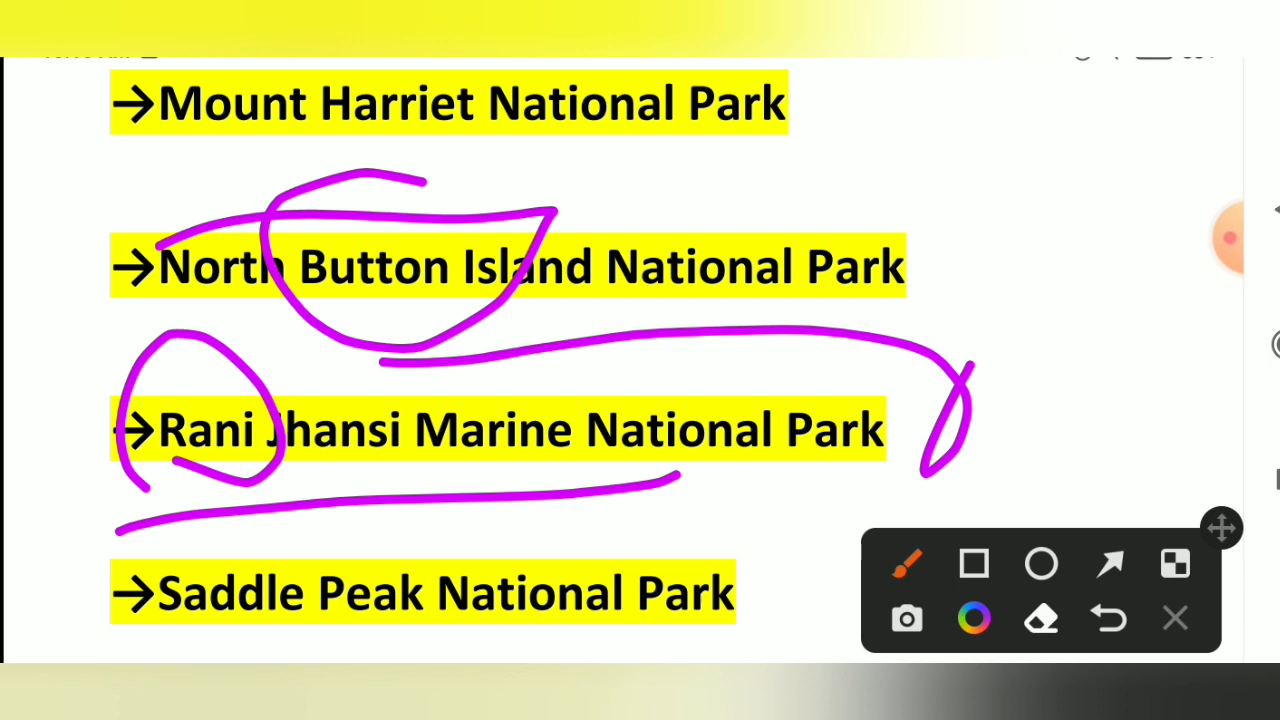 →Mount Harriet National Park
→North Button Island National Park
→Rani Jhansi Marine National Park
→Saddle Peak National Park